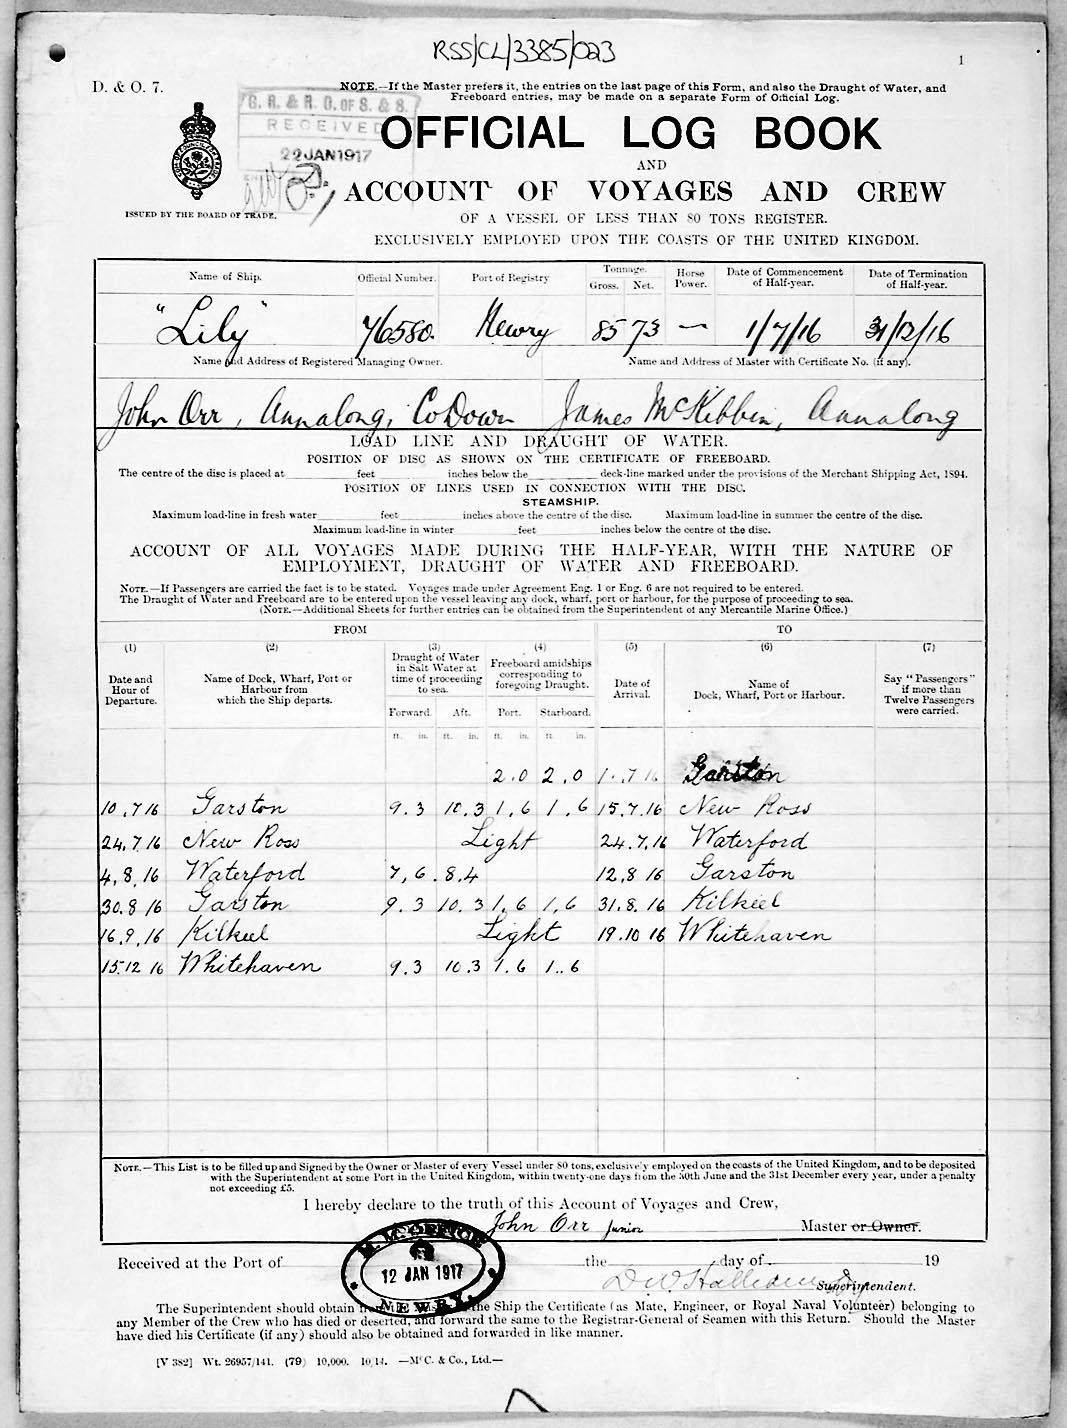 RSS/CL/3385/023
1
D. & O. 7.
NOTE.—If the Master prefers it, the entries on the last page of this Form, and also the Draught of Water, and
Freeboard entries, may be made on a separate Form of Official Log.
G. R. & R. O. OF S. & S.
RECEIVED
22 JAN 1917
OFFICIAL LOG BOOK
AND
ACCOUNT OF VOYAGES AND CREW
ISSUED BY THE BOARD OF TRADE.
OF A VESSEL OF LESS THAN 80 TONS REGISTER.
EXCLUSIVELY EMPLOYED UPON THE COASTS OF THE UNITED KINGDOM.
Name of Ship. Official Number. Port of Registry Tonnage. Gross. Net. Horse Power. Date of Commencement of Half-year. Date of Termination of Half-year.
"Lily" 76580. Newry 85 73 — 1/7/16 31/12/16
Name and Address of Registered Managing Owner. Name and Address of Master with Certificate No. (if any).
John Orr, Annalong, Co Down James McKibbin, Annalong
LOAD LINE AND DRAUGHT OF WATER.
POSITION OF DISC AS SHOWN ON THE CERTIFICATE OF FREEBOARD.
The centre of the disc is placed at feet inches below the deck-line marked under the provisions of the Merchant Shipping Act, 1894.
POSITION OF LINES USED IN CONNECTION WITH THE DISC.
STEAMSHIP.
Maximum load-line in fresh water feet inches above the centre of the disc. Maximum load-line in summer the centre of the disc.
Maximum load-line in winter feet inches below the centre of the disc.
ACCOUNT OF ALL VOYAGES MADE DURING THE HALF-YEAR, WITH THE NATURE OF
EMPLOYMENT, DRAUGHT OF WATER AND FREEBOARD.
NOTE.—If Passengers are carried the fact is to be stated. Voyages made under Agreement Eng. 1 or Eng. 6 are not required to be entered.
The Draught of Water and Freeboard are to be entered upon the vessel leaving any dock, wharf, port or harbour, for the purpose of proceeding to sea.
(NOTE.—Additional Sheets for further entries can be obtained from the Superintendent of any Mercantile Marine Office.)
FROM TO
(1) (2) (3) (4) (5) (6) (7)
Date and Hour of Departure. Name of Dock, Wharf, Port or Harbour from which the Ship departs. Draught of Water in Salt Water at time of proceeding to sea. Freeboard amidships corresponding to foregoing Draught. Date of Arrival. Name of Dock, Wharf, Port or Harbour. Say "Passengers" if more than Twelve Passengers were carried.
Forward. Aft. Port. Starboard.
ft. in. ft. in. ft. in. ft. in.
2.0 2.0 1.7 16 Garston
10.7 16 Garston 9.3 10.3 1.6 1.6 15.7.16 New Ross
24.7.16 New Ross Light 24.7.16 Waterford
4.8.16 Waterford 7.6. 8.4 12.8 16 Garston
30.8 16 Garston 9.3 10.3 1.6 1.6 31.8.16 Kilkeel
16.9.16 Kilkeel Light 19.10 16 Whitehaven
15.12 16 Whitehaven 9.3 10.3 1.6 1.6
NOTE.—This List is to be filled up and Signed by the Owner or Master of every Vessel under 80 tons, exclusively employed on the coasts of the United Kingdom, and to be deposited
with the Superintendent at some Port in the United Kingdom, within twenty-one days from the 30th June and the 31st December every year, under a penalty
not exceeding £5.
I hereby declare to the truth of this Account of Voyages and Crew,
John Orr junior Master or Owner.
Received at the Port of the day of 19
M. M. OFFICE
12 JAN 1917
NEWRY.
Superintendent.
The Superintendent should obtain from the Master of the Ship the Certificate (as Mate, Engineer, or Royal Naval Volunteer) belonging to
any Member of the Crew who has died or deserted, and forward the same to the Registrar-General of Seamen with this Return. Should the Master
have died his Certificate (if any) should also be obtained and forwarded in like manner.
[V 382] Wt. 26957/141. (79) 10,000. 10/14. —McC. & Co., Ltd.—